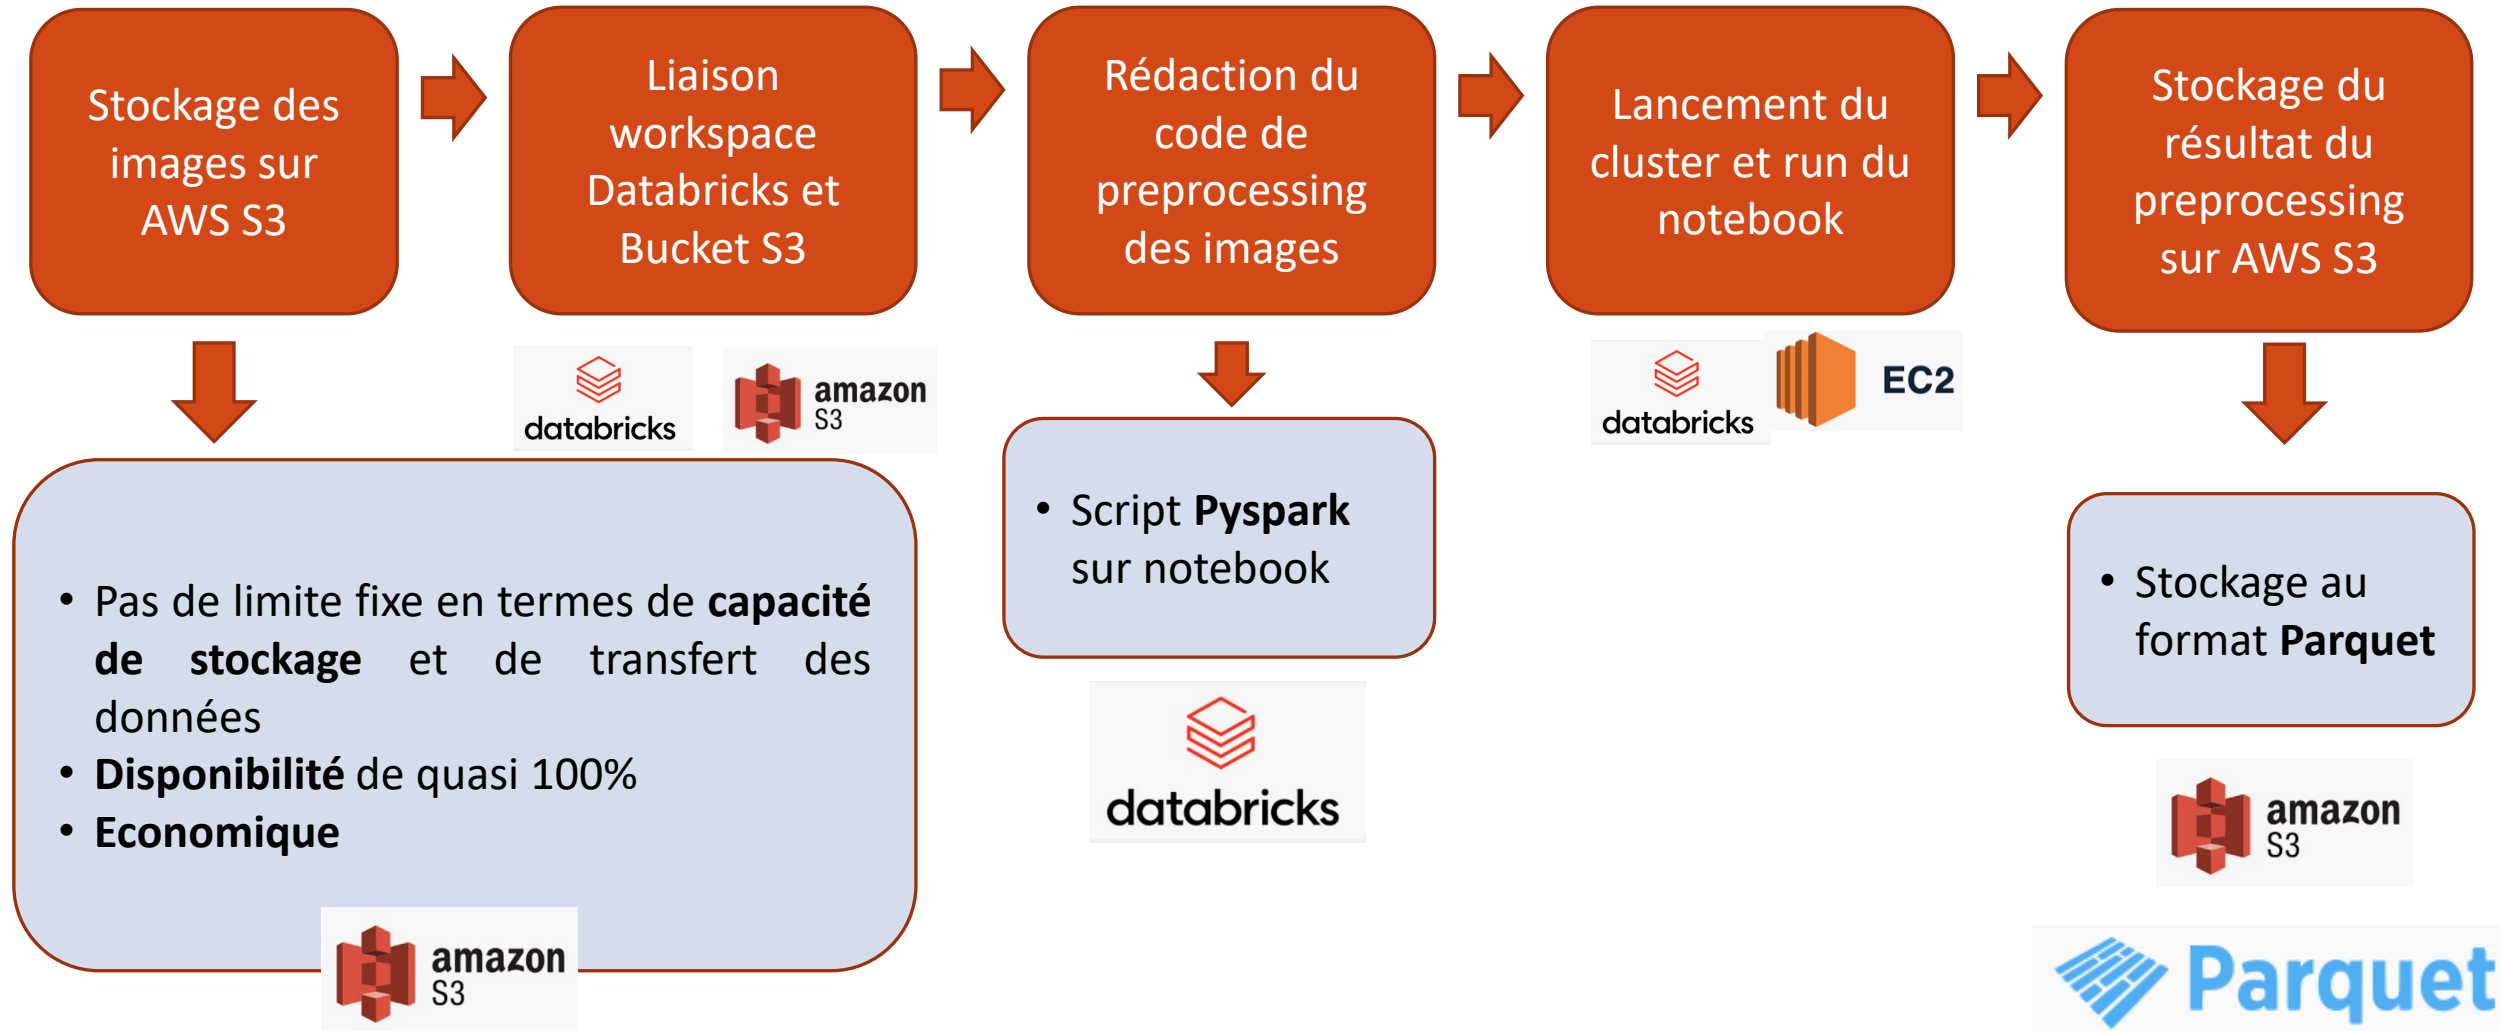 Stockage des
images sur
AWS S3
Liaison
workspace
Databricks et
Bucket S3
Rédaction du
code de
preprocessing
des images
Lancement du
cluster et run du
notebook
Stockage du
résultat du
preprocessing
sur AWS S3
databricks
amazon
S3
databricks
EC2
• Pas de limite fixe en termes de capacité
de stockage et de transfert des
données
• Disponibilité de quasi 100%
• Economique
amazon
S3
• Script Pyspark
sur notebook
databricks
• Stockage au
format Parquet
amazon
S3
Parquet